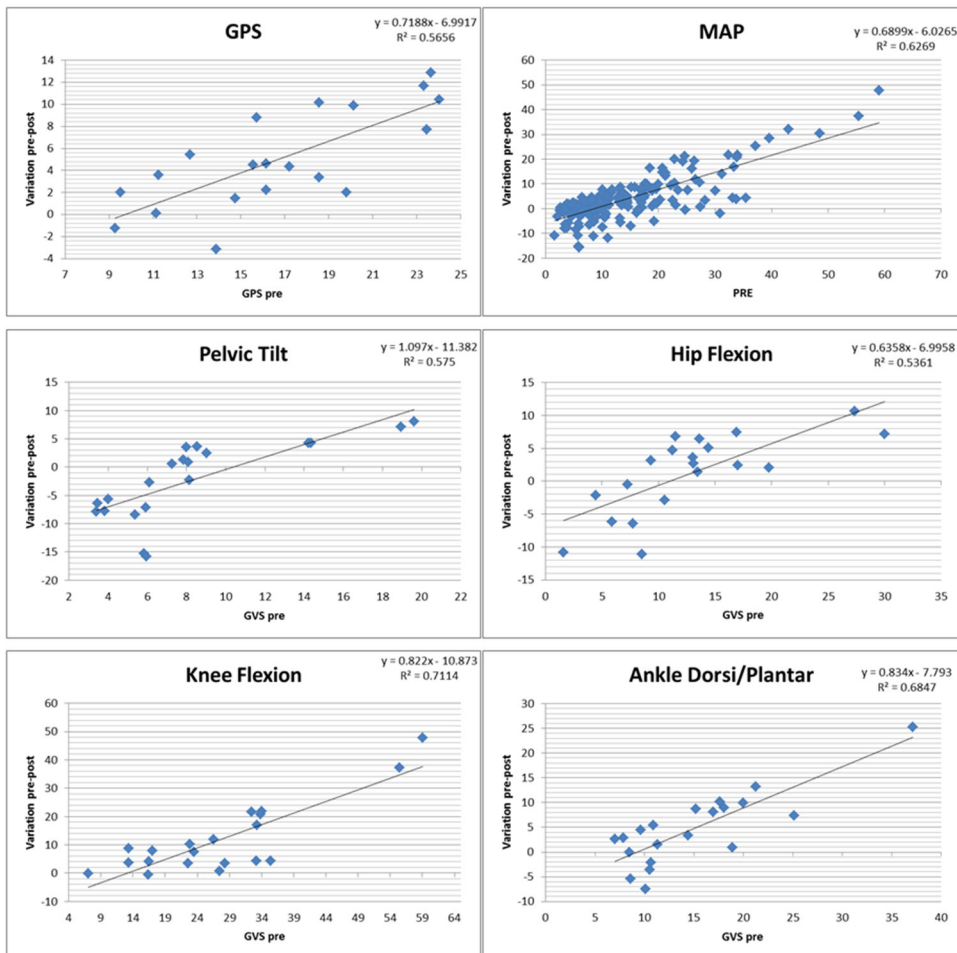 GPS
y = 0.7188x - 6.9917
R² = 0.5656
Variation pre-post
14
12
10
8
6
4
2
0
-2
-4
7 9 11 13 15 17 19 21 23 25
GPS pre
MAP
y = 0.6899x - 6.0265
R² = 0.6269
Variation pre-post
60
50
40
30
20
10
0
-10
-20
0 10 20 30 40 50 60 70
PRE
Pelvic Tilt
y = 1.097x - 11.382
R² = 0.575
Variation pre-post
15
10
5
0
-5
-10
-15
-20
2 4 6 8 10 12 14 16 18 20 22
GVS pre
Hip Flexion
y = 0.6358x - 6.9958
R² = 0.5361
Variation pre-post
15
10
5
0
-5
-10
-15
0 5 10 15 20 25 30 35
GVS pre
Knee Flexion
y = 0.822x - 10.873
R² = 0.7114
Variation pre-post
60
50
40
30
20
10
0
-10
4 9 14 19 24 29 34 39 44 49 54 59 64
GVS pre
Ankle Dorsi/Plantar
y = 0.834x - 7.793
R² = 0.6847
Variation pre-post
30
25
20
15
10
5
0
-5
-10
0 5 10 15 20 25 30 35 40
GVS pre